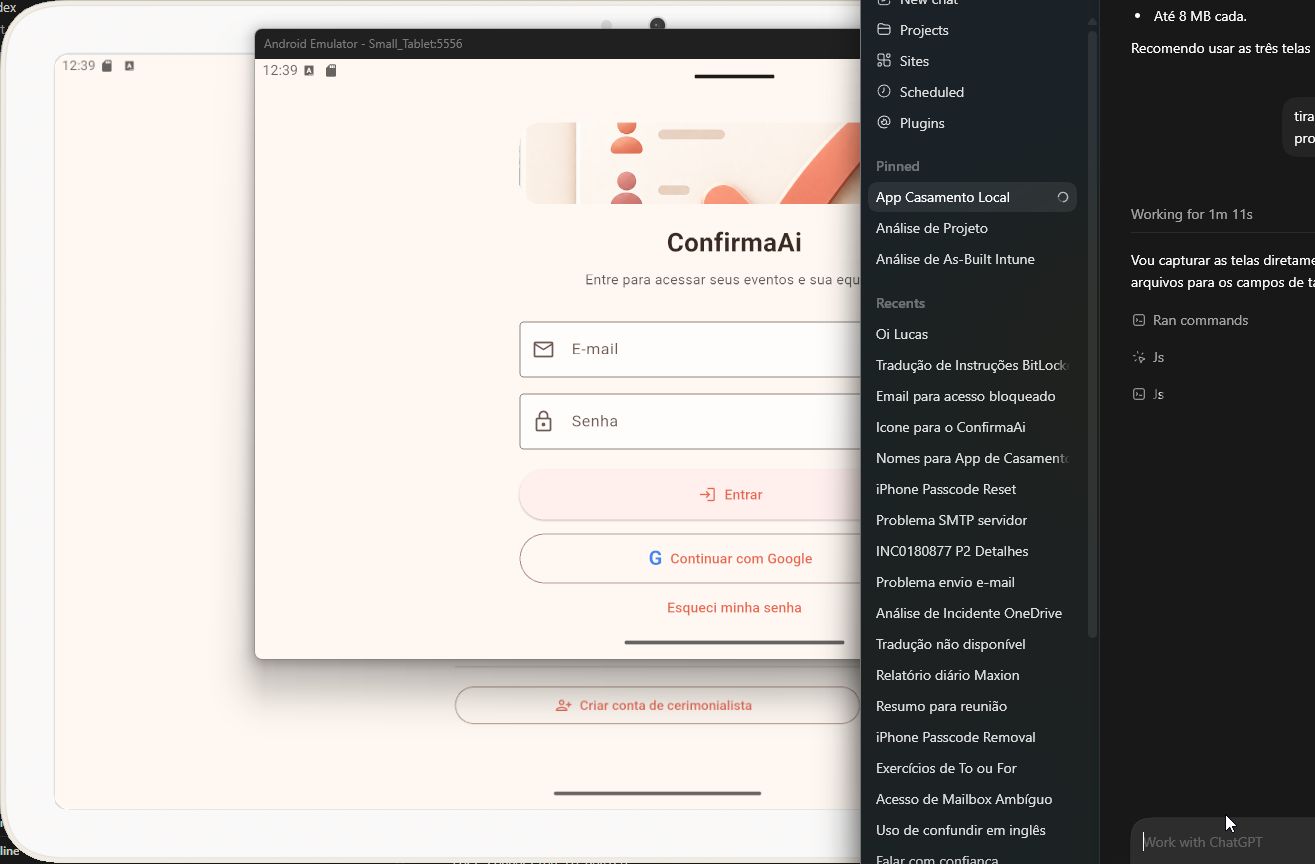 dex
12:39
Android Emulator - Small_Tablet:5556
12:39
ConfirmaAi
Entre para acessar seus eventos e sua equ
E-mail
Senha
Entrar
G Continuar com Google
Esqueci minha senha
Criar conta de cerimonialista
line
New chat
Projects
Sites
Scheduled
Plugins
Pinned
App Casamento Local
Análise de Projeto
Análise de As-Built Intune
Recents
Oi Lucas
Tradução de Instruções BitLock
Email para acesso bloqueado
Icone para o ConfirmaAi
Nomes para App de Casamento
iPhone Passcode Reset
Problema SMTP servidor
INC0180877 P2 Detalhes
Problema envio e-mail
Análise de Incidente OneDrive
Tradução não disponível
Relatório diário Maxion
Resumo para reunião
iPhone Passcode Removal
Exercícios de To ou For
Acesso de Mailbox Ambíguo
Uso de confundir em inglês
Falar com confiança
• Até 8 MB cada.
Recomendo usar as três telas
tira
pro
Working for 1m 11s
Vou capturar as telas diretame
arquivos para os campos de ta
Ran commands
Js
Js
Work with ChatGPT